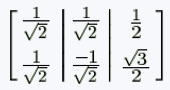 [ 1/√2 | 1/√2 | 1/2 ]
[ 1/√2 | −1/√2 | √3/2 ]